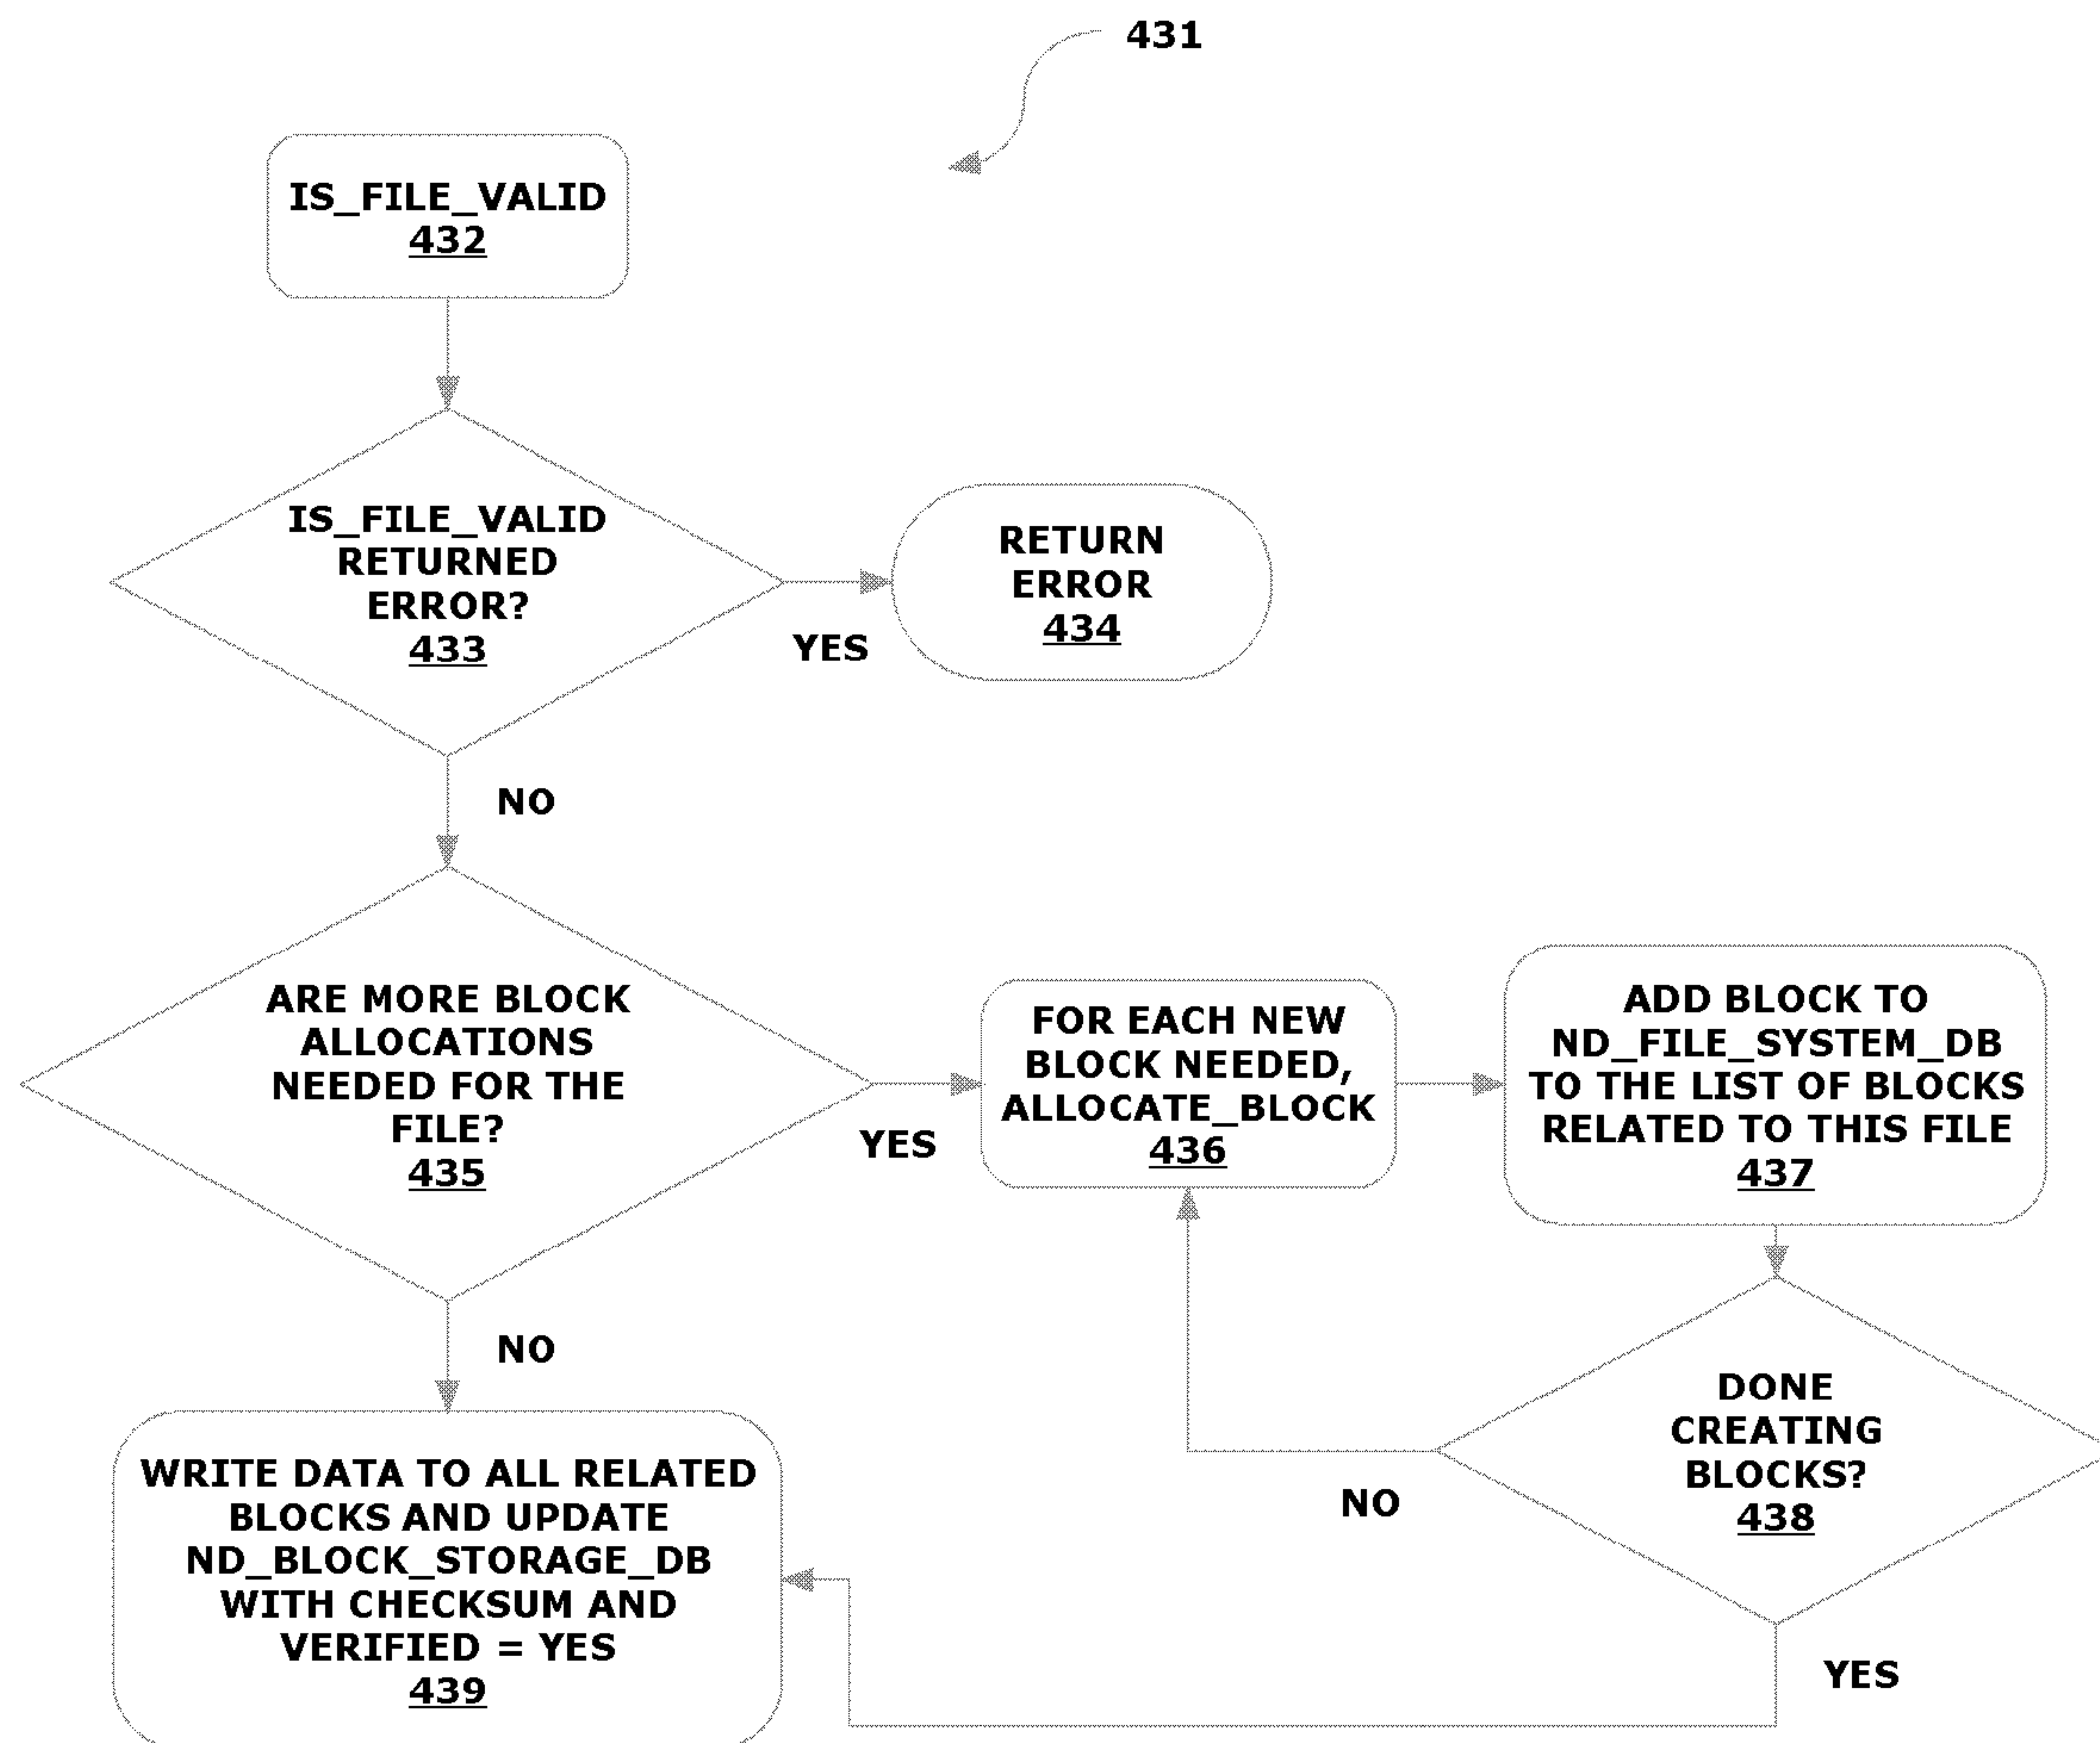 431
IS_FILE_VALID
432
IS_FILE_VALID
RETURNED
ERROR?
433
YES
RETURN
ERROR
434
NO
ARE MORE BLOCK
ALLOCATIONS
NEEDED FOR THE
FILE?
435
YES
FOR EACH NEW
BLOCK NEEDED,
ALLOCATE_BLOCK
436
ADD BLOCK TO
ND_FILE_SYSTEM_DB
TO THE LIST OF BLOCKS
RELATED TO THIS FILE
437
DONE
CREATING
BLOCKS?
438
NO
YES
NO
WRITE DATA TO ALL RELATED
BLOCKS AND UPDATE
ND_BLOCK_STORAGE_DB
WITH CHECKSUM AND
VERIFIED = YES
439